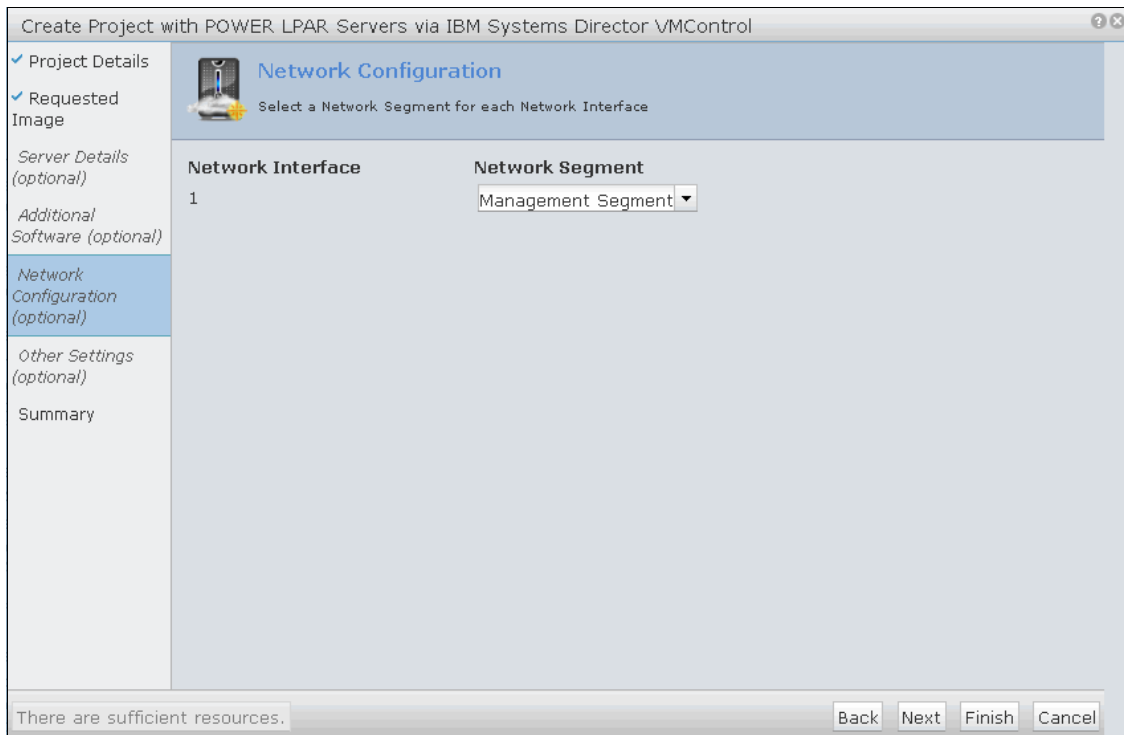 Create Project with POWER LPAR Servers via IBM Systems Director VMControl
Project Details
Requested
Image
Server Details
(optional)
Additional
Software (optional)
Network
Configuration
(optional)
Other Settings
(optional)
Summary
Network Configuration
Select a Network Segment for each Network Interface
Network Interface Network Segment
1 Management Segment
There are sufficient resources.
Back Next Finish Cancel